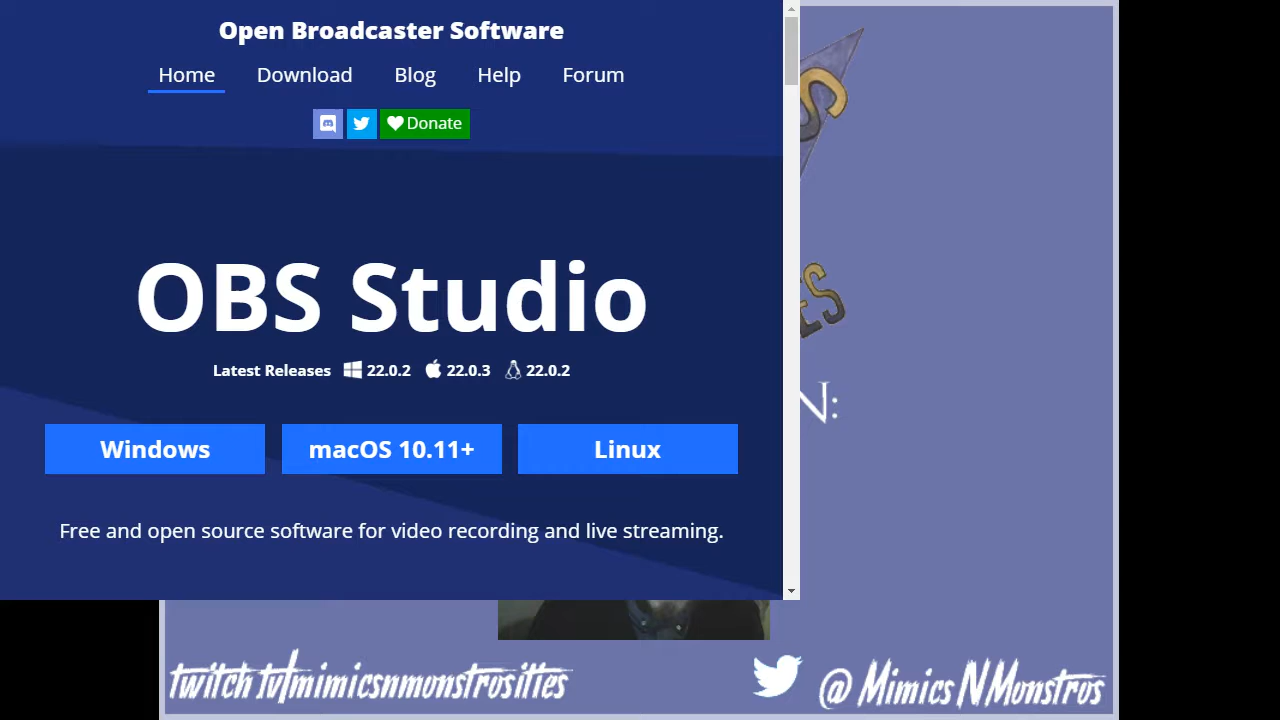 Open Broadcaster Software
Home Download Blog Help Forum
Donate
OBS Studio
Latest Releases 22.0.2 22.0.3 22.0.2
Windows macOS 10.11+ Linux
Free and open source software for video recording and live streaming.
S
ES
N:
twitch.tv/mimicsnmonstrosities
@MimicsNMonstros